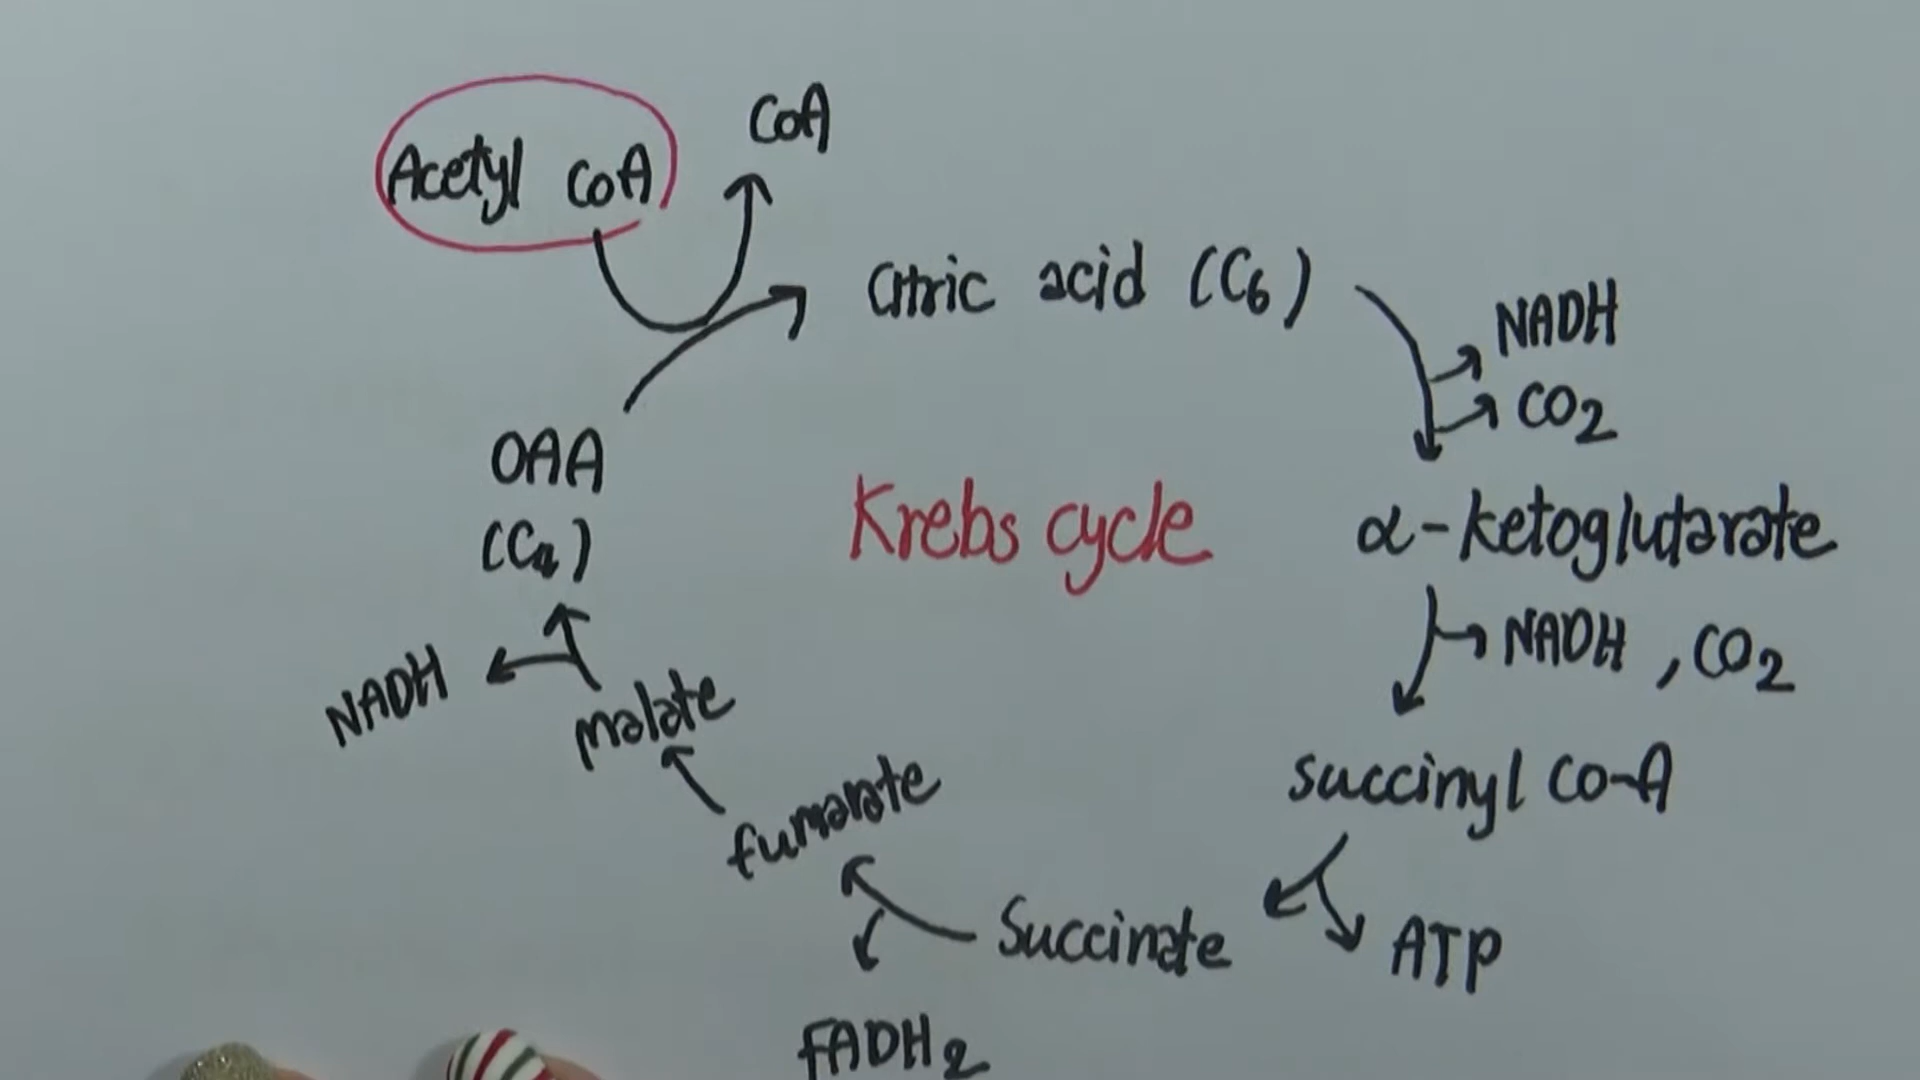 CoA
Acetyl CoA
Citric acid (C6)
NADH
CO2
OAA
(C4)
Krebs cycle
α-ketoglutarate
NADH, CO2
NADH
malate
succinyl Co-A
fumarate
Succinate
ATP
FADH2